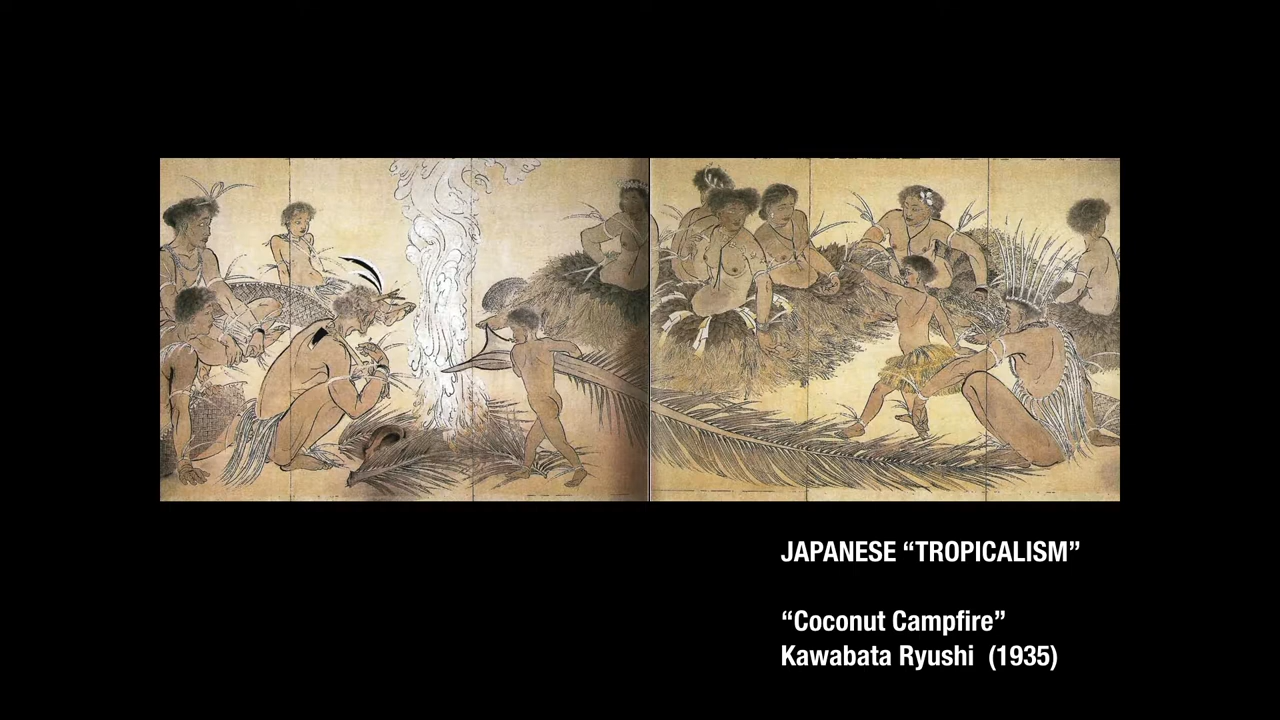 JAPANESE “TROPICALISM”
“Coconut Campfire”
Kawabata Ryushi (1935)